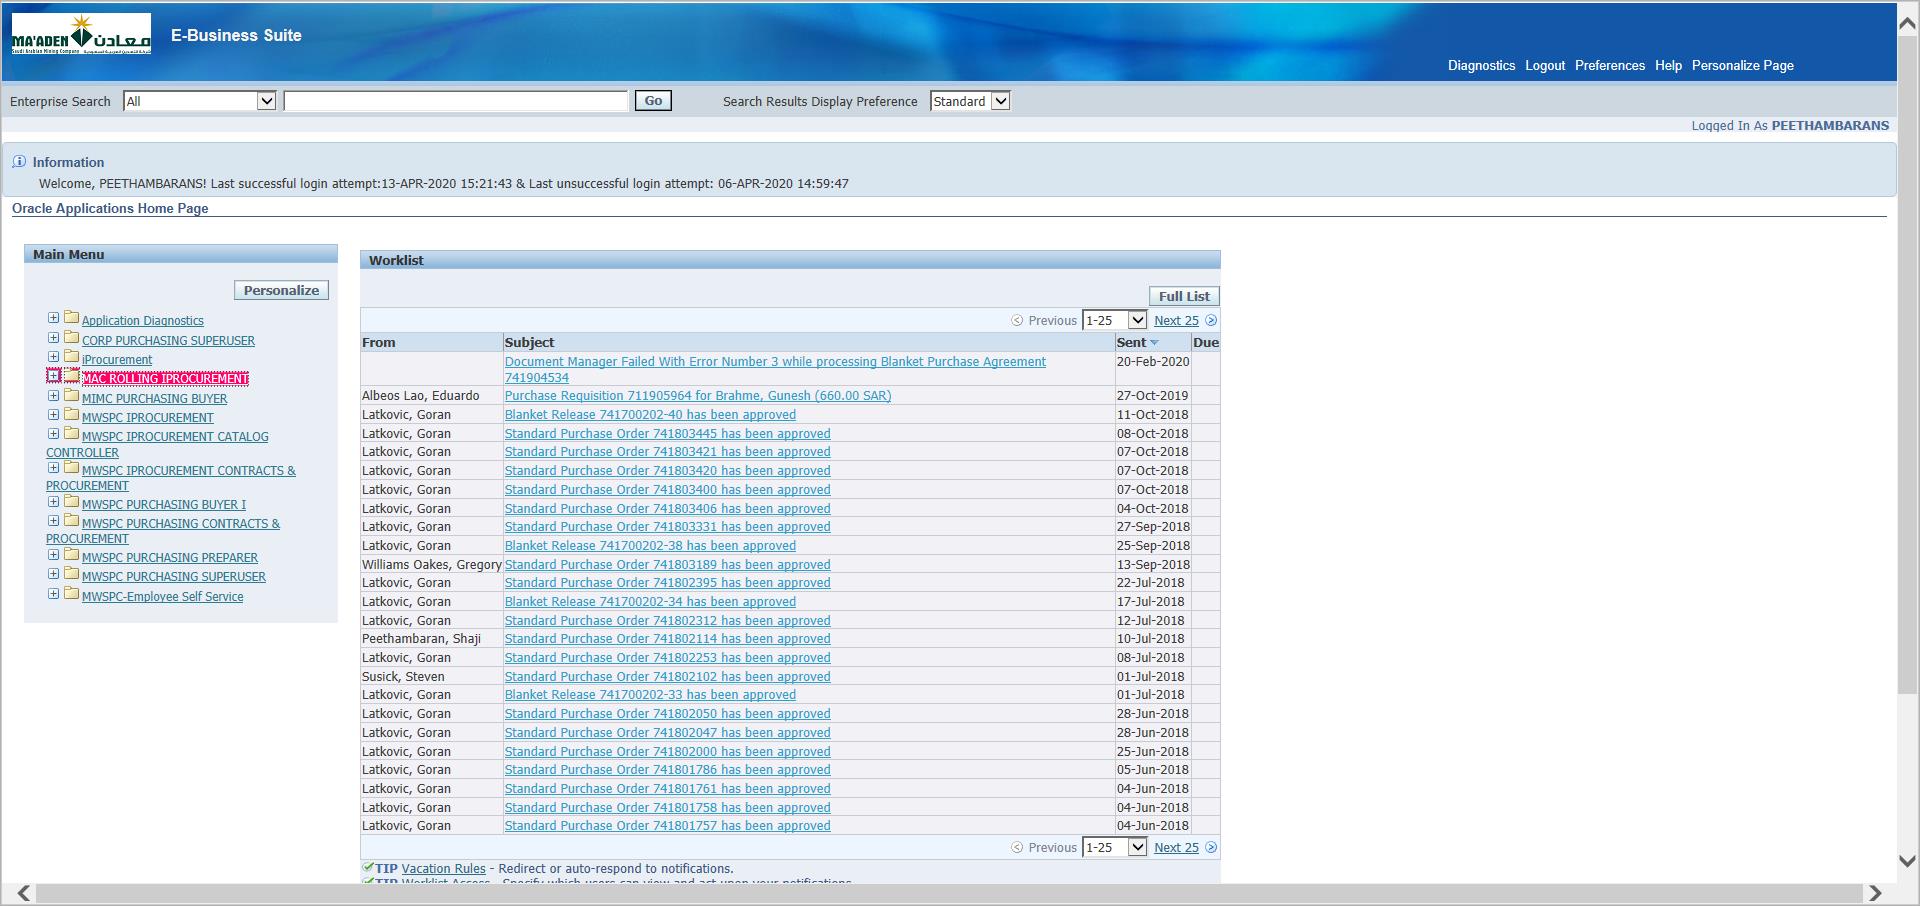 MA'ADEN معادن
Saudi Arabian Mining Company
E-Business Suite
Diagnostics Logout Preferences Help Personalize Page
Enterprise Search All Go Search Results Display Preference Standard
Logged In As PEETHAMBARANS
Information
Welcome, PEETHAMBARANS! Last successful login attempt:13-APR-2020 15:21:43 & Last unsuccessful login attempt: 06-APR-2020 14:59:47
Oracle Applications Home Page
Main Menu
Personalize
Application Diagnostics
CORP PURCHASING SUPERUSER
iProcurement
MAC ROLLING IPROCUREMENT
MIMC PURCHASING BUYER
MWSPC IPROCUREMENT
MWSPC IPROCUREMENT CATALOG
CONTROLLER
MWSPC IPROCUREMENT CONTRACTS &
PROCUREMENT
MWSPC PURCHASING BUYER I
MWSPC PURCHASING CONTRACTS &
PROCUREMENT
MWSPC PURCHASING PREPARER
MWSPC PURCHASING SUPERUSER
MWSPC-Employee Self Service
Worklist
Full List
Previous 1-25 Next 25
From Subject Sent Due
Document Manager Failed With Error Number 3 while processing Blanket Purchase Agreement 20-Feb-2020
741904534
Albeos Lao, Eduardo Purchase Requisition 711905964 for Brahme, Gunesh (660.00 SAR) 27-Oct-2019
Latkovic, Goran Blanket Release 741700202-40 has been approved 11-Oct-2018
Latkovic, Goran Standard Purchase Order 741803445 has been approved 08-Oct-2018
Latkovic, Goran Standard Purchase Order 741803421 has been approved 07-Oct-2018
Latkovic, Goran Standard Purchase Order 741803420 has been approved 07-Oct-2018
Latkovic, Goran Standard Purchase Order 741803400 has been approved 07-Oct-2018
Latkovic, Goran Standard Purchase Order 741803406 has been approved 04-Oct-2018
Latkovic, Goran Standard Purchase Order 741803331 has been approved 27-Sep-2018
Latkovic, Goran Blanket Release 741700202-38 has been approved 25-Sep-2018
Williams Oakes, Gregory Standard Purchase Order 741803189 has been approved 13-Sep-2018
Latkovic, Goran Standard Purchase Order 741802395 has been approved 22-Jul-2018
Latkovic, Goran Blanket Release 741700202-34 has been approved 17-Jul-2018
Latkovic, Goran Standard Purchase Order 741802312 has been approved 12-Jul-2018
Peethambaran, Shaji Standard Purchase Order 741802114 has been approved 10-Jul-2018
Latkovic, Goran Standard Purchase Order 741802253 has been approved 08-Jul-2018
Susick, Steven Standard Purchase Order 741802102 has been approved 01-Jul-2018
Latkovic, Goran Blanket Release 741700202-33 has been approved 01-Jul-2018
Latkovic, Goran Standard Purchase Order 741802050 has been approved 28-Jun-2018
Latkovic, Goran Standard Purchase Order 741802047 has been approved 28-Jun-2018
Latkovic, Goran Standard Purchase Order 741802000 has been approved 25-Jun-2018
Latkovic, Goran Standard Purchase Order 741801786 has been approved 05-Jun-2018
Latkovic, Goran Standard Purchase Order 741801761 has been approved 04-Jun-2018
Latkovic, Goran Standard Purchase Order 741801758 has been approved 04-Jun-2018
Latkovic, Goran Standard Purchase Order 741801757 has been approved 04-Jun-2018
Previous 1-25 Next 25
TIP Vacation Rules - Redirect or auto-respond to notifications.
TIP Worklist Access - Specify which users can view and act upon your notifications.